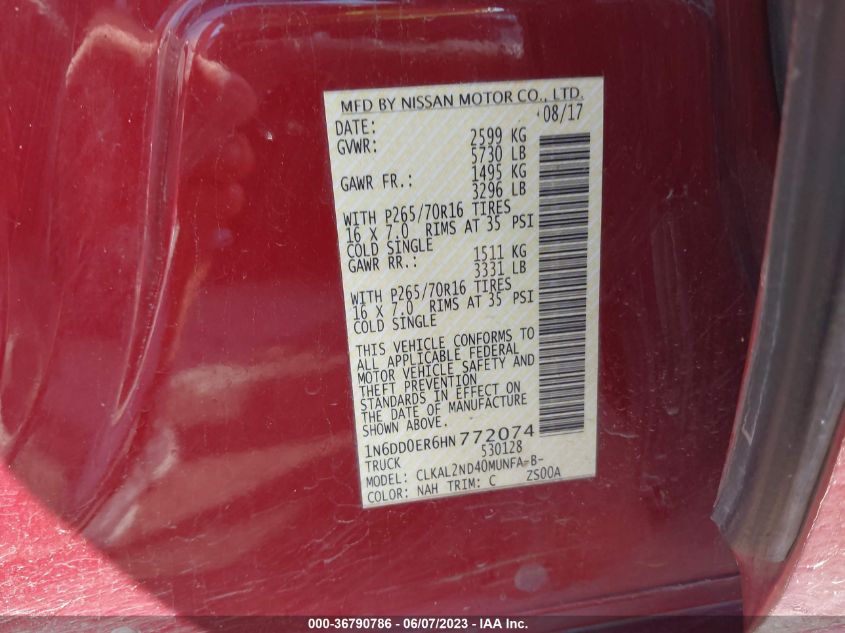 MFD BY NISSAN MOTOR CO., LTD.
DATE: 08/17
GVWR: 2599 KG
5730 LB
GAWR FR.: 1495 KG
3296 LB
WITH P265/70R16 TIRES
16 X 7.0 RIMS AT 35 PSI
COLD SINGLE
GAWR RR.: 1511 KG
3331 LB
WITH P265/70R16 TIRES
16 X 7.0 RIMS AT 35 PSI
COLD SINGLE
THIS VEHICLE CONFORMS TO
ALL APPLICABLE FEDERAL
MOTOR VEHICLE SAFETY AND
THEFT PREVENTION
STANDARDS IN EFFECT ON
THE DATE OF MANUFACTURE
SHOWN ABOVE.
1N6DD0ER6HN772074
TRUCK 530128
MODEL: CLKAL2ND40MUNFA-B-
COLOR: NAH TRIM: C ZS00A
000-36790786 - 06/07/2023 - IAA Inc.